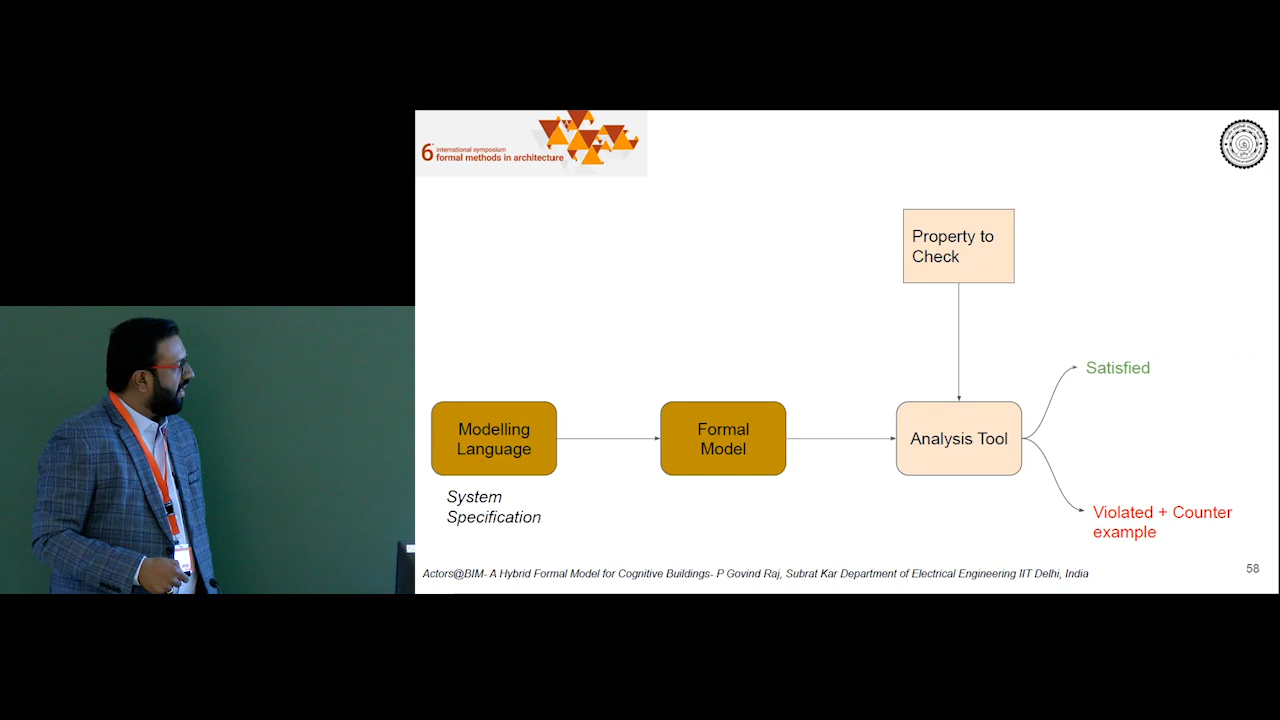 6th international symposium
formal methods in architecture
Property to
Check
Satisfied
Modelling
Language
Formal
Model
Analysis Tool
System
Specification
Violated + Counter
example
Actors@BIM- A Hybrid Formal Model for Cognitive Buildings- P Govind Raj, Subrat Kar Department of Electrical Engineering IIT Delhi, India
58